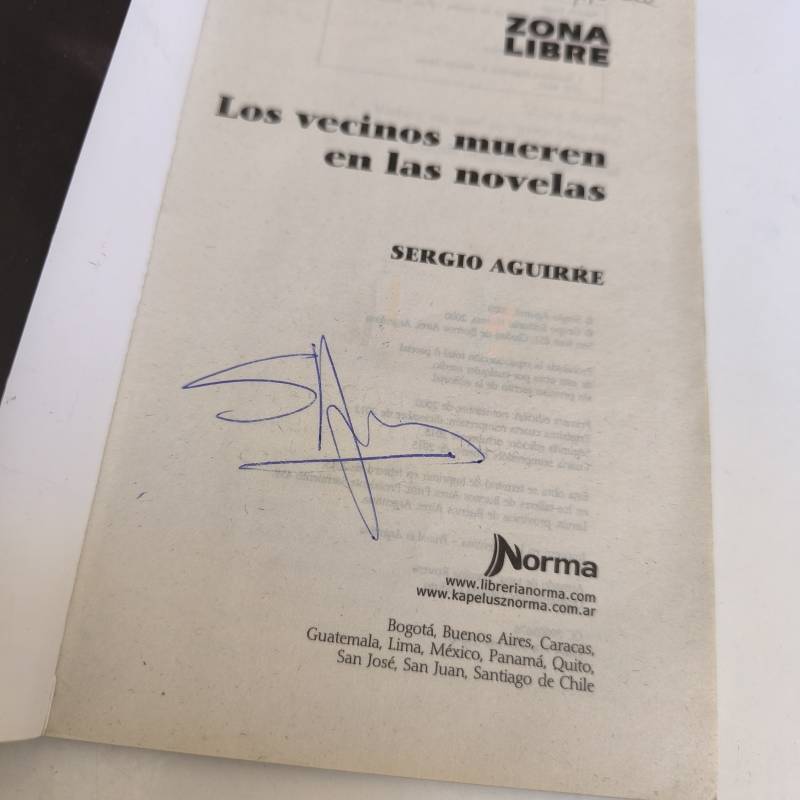 ZONA
LIBRE
Los vecinos mueren
en las novelas
SERGIO AGUIRRE
Norma
www.librerianorma.com
www.kapelusznorma.com.ar
Bogotá, Buenos Aires, Caracas,
Guatemala, Lima, México, Panamá, Quito,
San José, San Juan, Santiago de Chile